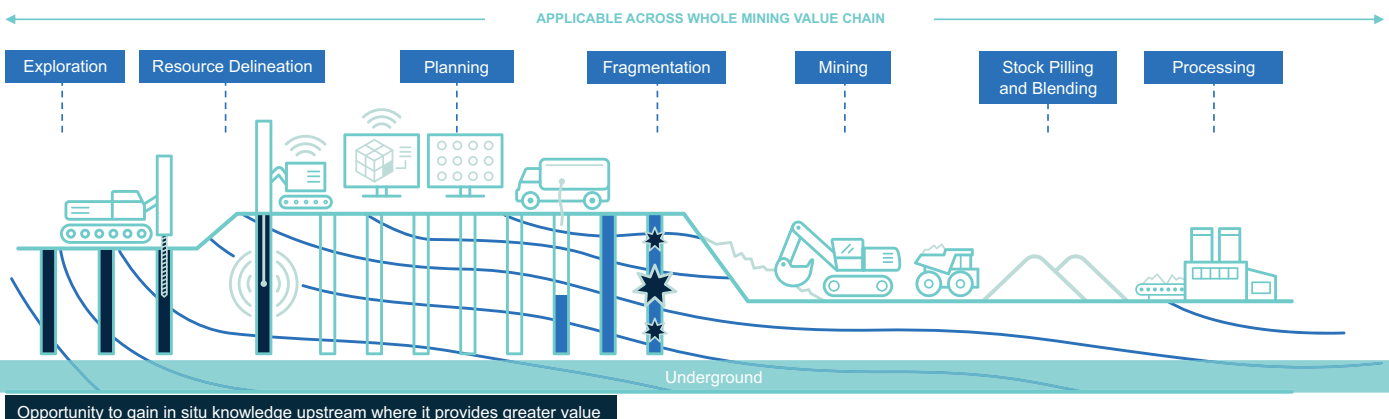 APPLICABLE ACROSS WHOLE MINING VALUE CHAIN
Exploration
Resource Delineation
Planning
Fragmentation
Mining
Stock Pilling
and Blending
Processing
Underground
Opportunity to gain in situ knowledge upstream where it provides greater value